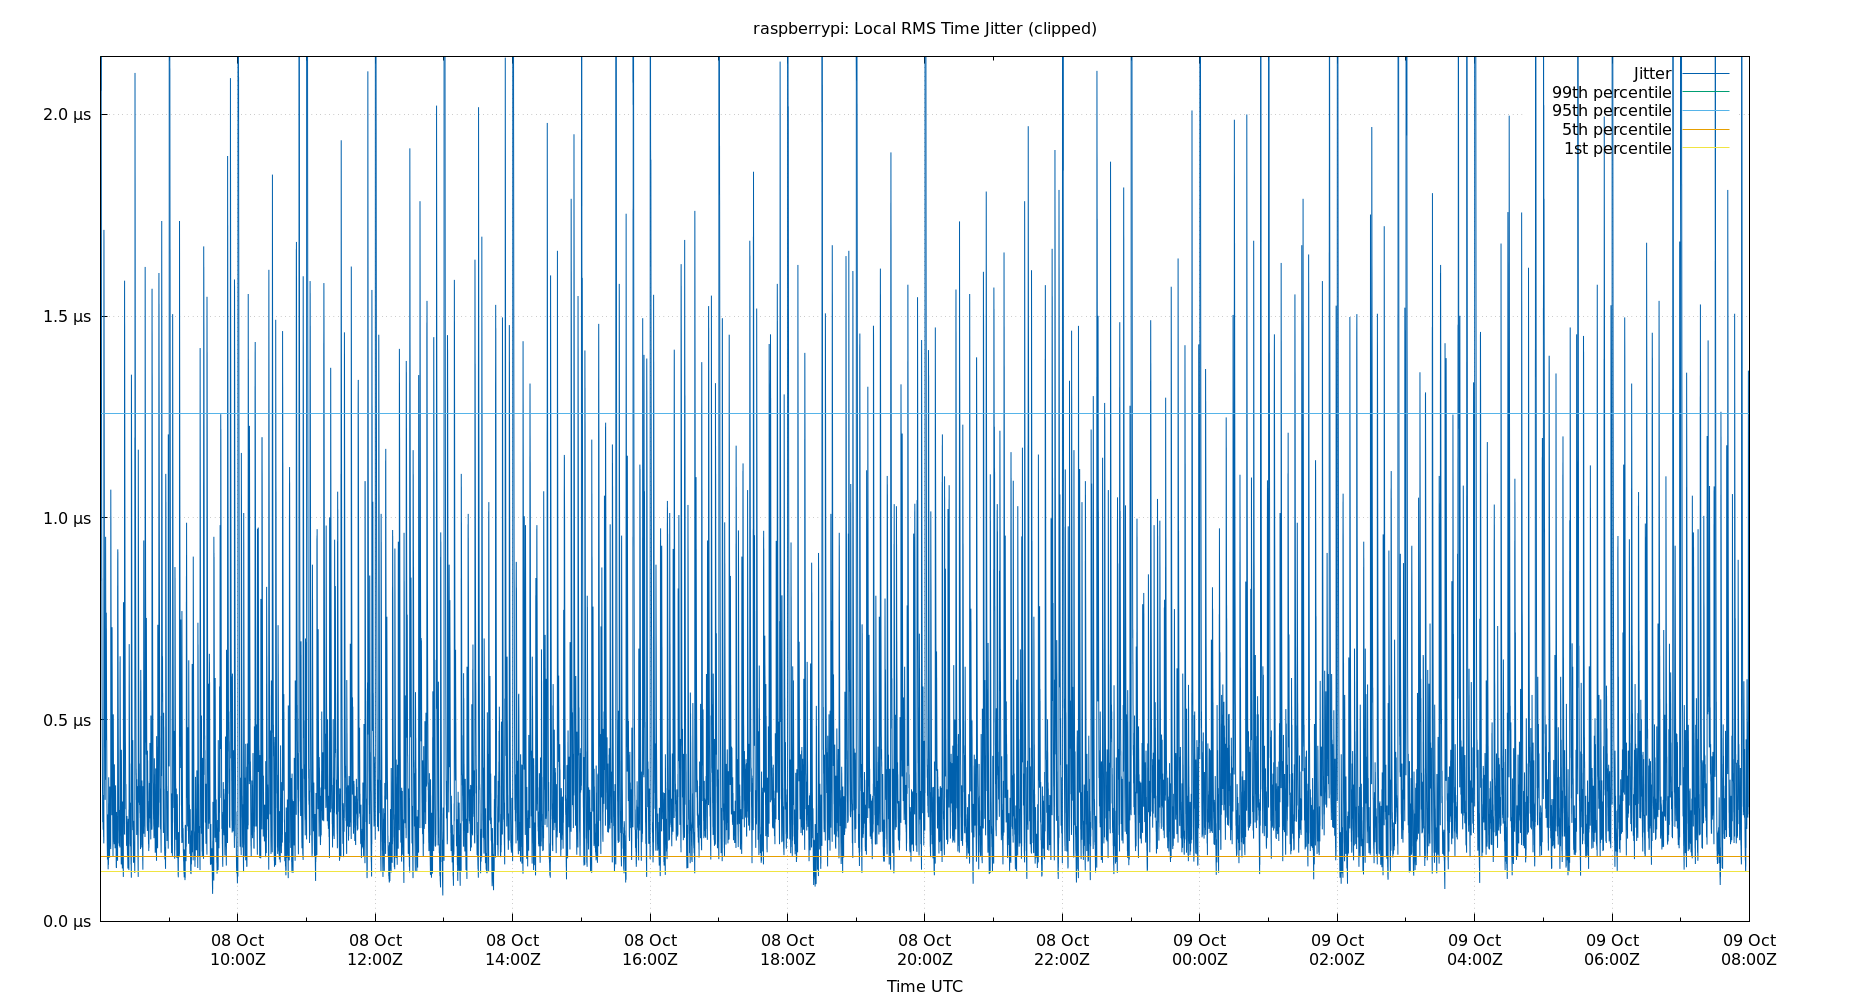 raspberrypi: Local RMS Time Jitter (clipped)
Jitter
99th percentile
95th percentile
5th percentile
1st percentile
2.0 µs
1.5 µs
1.0 µs
0.5 µs
0.0 µs
08 Oct 08 Oct 08 Oct 08 Oct 08 Oct 08 Oct 08 Oct 09 Oct 09 Oct 09 Oct 09 Oct 09 Oct
10:00Z 12:00Z 14:00Z 16:00Z 18:00Z 20:00Z 22:00Z 00:00Z 02:00Z 04:00Z 06:00Z 08:00Z
Time UTC